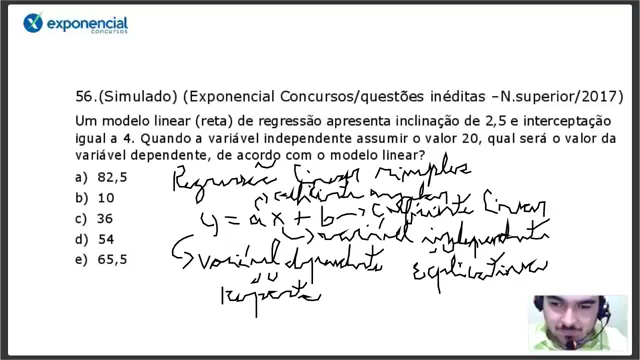 exponencial
concursos
56.(Simulado) (Exponencial Concursos/questões inéditas –N.superior/2017)
Um modelo linear (reta) de regressão apresenta inclinação de 2,5 e interceptação
igual a 4. Quando a variável independente assumir o valor 20, qual será o valor da
variável dependente, de acordo com o modelo linear?
Regressão linear simples
a) 82,5
coeficiente angular
b) 10
y = ax + b → coeficiente linear
c) 36
variável independente
d) 54
variável dependente explicativa
e) 65,5
"
resposta